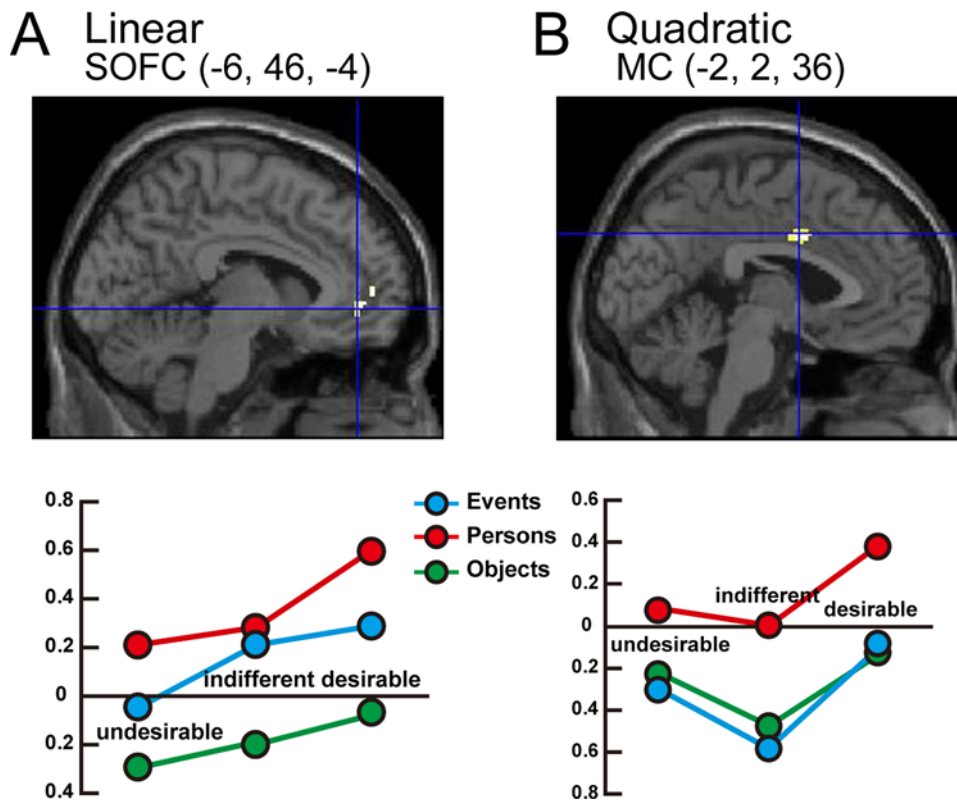 A Linear
SOFC (-6, 46, -4)
B Quadratic
MC (-2, 2, 36)
0.8
0.6
0.4
0.2
0
0.2
0.4
undesirable
indifferent desirable
Events
Persons
Objects
0.6
0.4
0.2
0
0.2
0.4
0.6
0.8
undesirable
indifferent
desirable